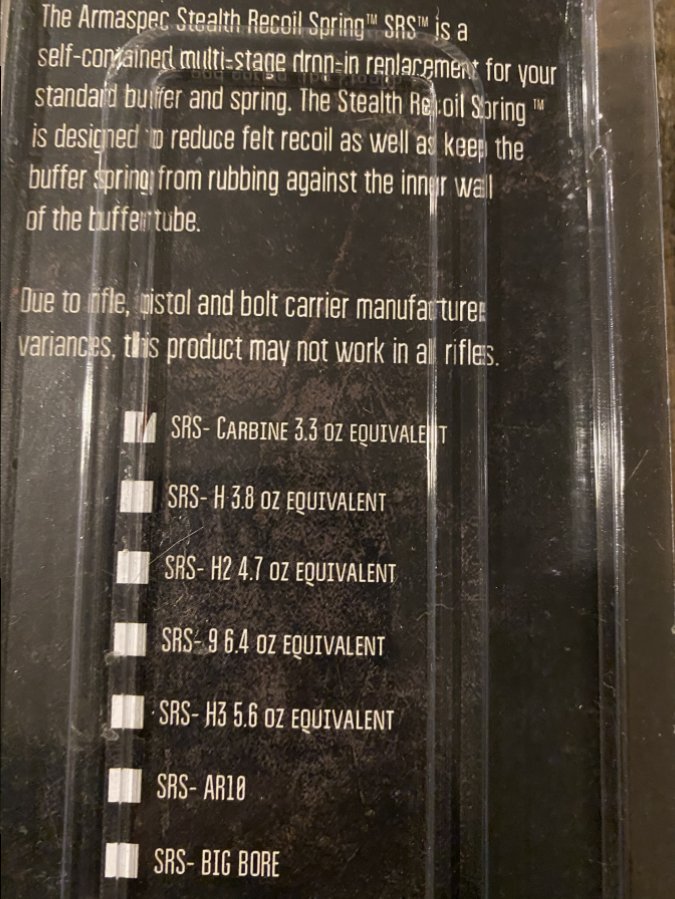 The Armaspec Stealth Recoil Spring™ SRS™ is a
self-contained multi-stage drop-in replacement for your
standard buffer and spring. The Stealth Recoil Spring ™
is designed to reduce felt recoil as well as keep the
buffer spring from rubbing against the inner wall
of the buffer tube.
Due to rifle, pistol and bolt carrier manufacturer
variances, this product may not work in all rifles.
SRS- CARBINE 3.3 OZ EQUIVALENT
SRS- H 3.8 OZ EQUIVALENT
SRS- H2 4.7 OZ EQUIVALENT
SRS- 9 6.4 OZ EQUIVALENT
SRS- H3 5.6 OZ EQUIVALENT
SRS- AR10
SRS- BIG BORE